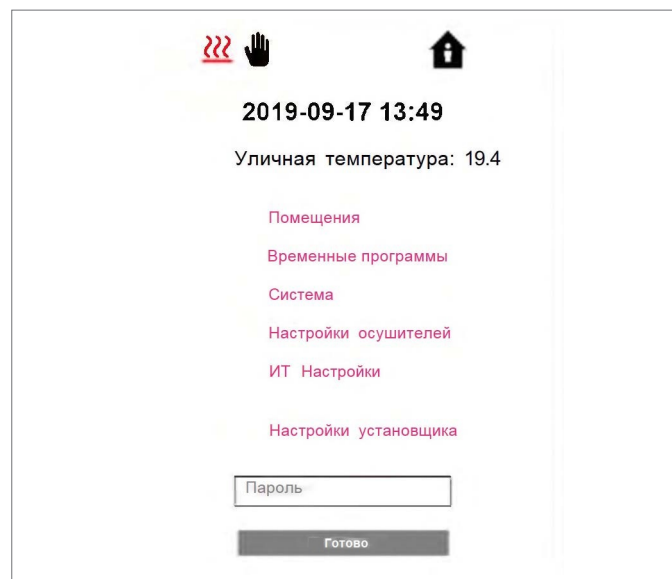 2019-09-17 13:49
Уличная температура: 19.4
Помещения
Временные программы
Система
Настройки осушителей
ИТ Настройки
Настройки установщика
Пароль
Готово